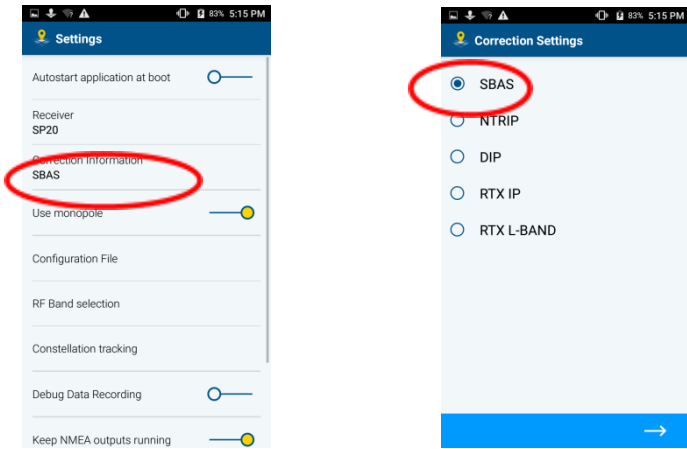 83% 5:15 PM
Settings
Autostart application at boot
Receiver
SP20
Correction Information
SBAS
Use monopole
Configuration File
RF Band selection
Constellation tracking
Debug Data Recording
Keep NMEA outputs running
83% 5:15 PM
Correction Settings
SBAS
NTRIP
DIP
RTX IP
RTX L-BAND